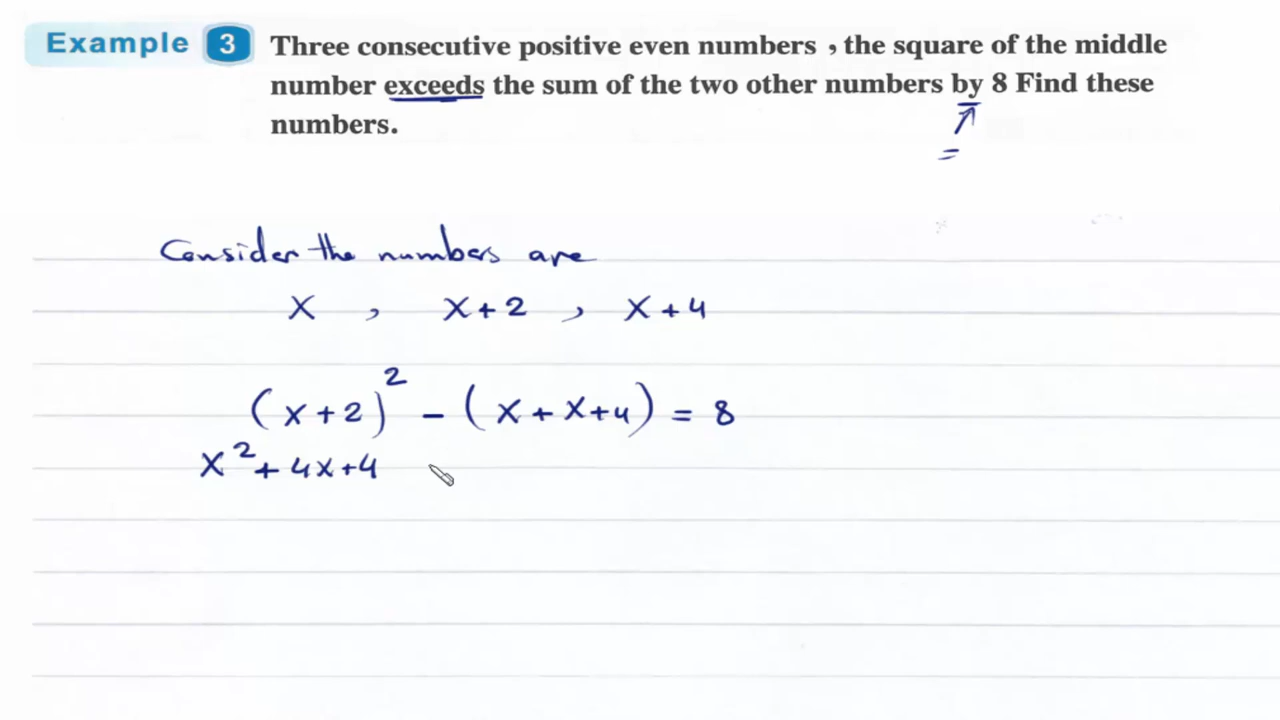 Example 3 Three consecutive positive even numbers , the square of the middle
number exceeds the sum of the two other numbers by 8 Find these
numbers.
=
Consider the numbers are
x , x+2 , x+4
(x+2)² - (x+x+4) = 8
x²+4x+4